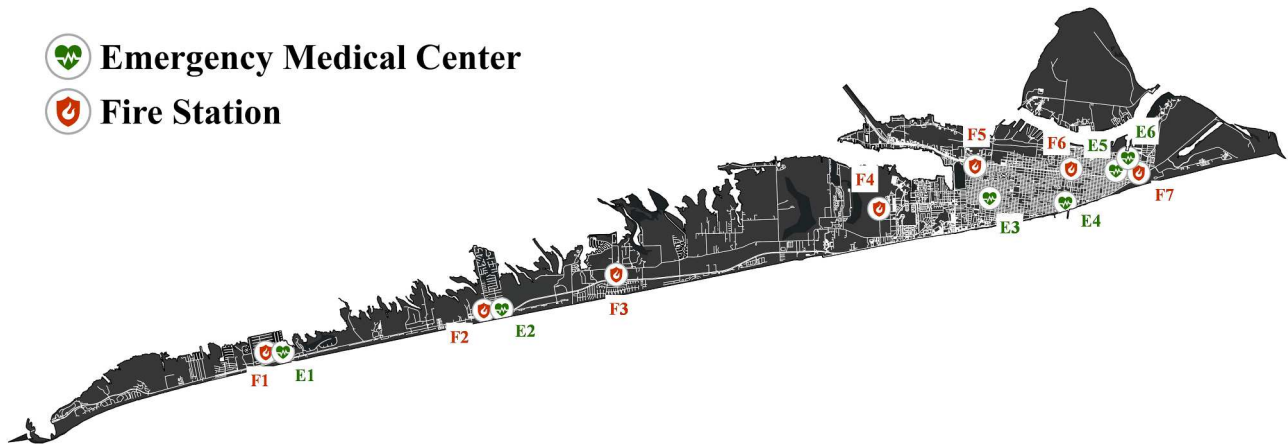 Emergency Medical Center
Fire Station
F5
F6
E5
E6
F4
F7
E3
E4
F3
F2
E2
F1
E1